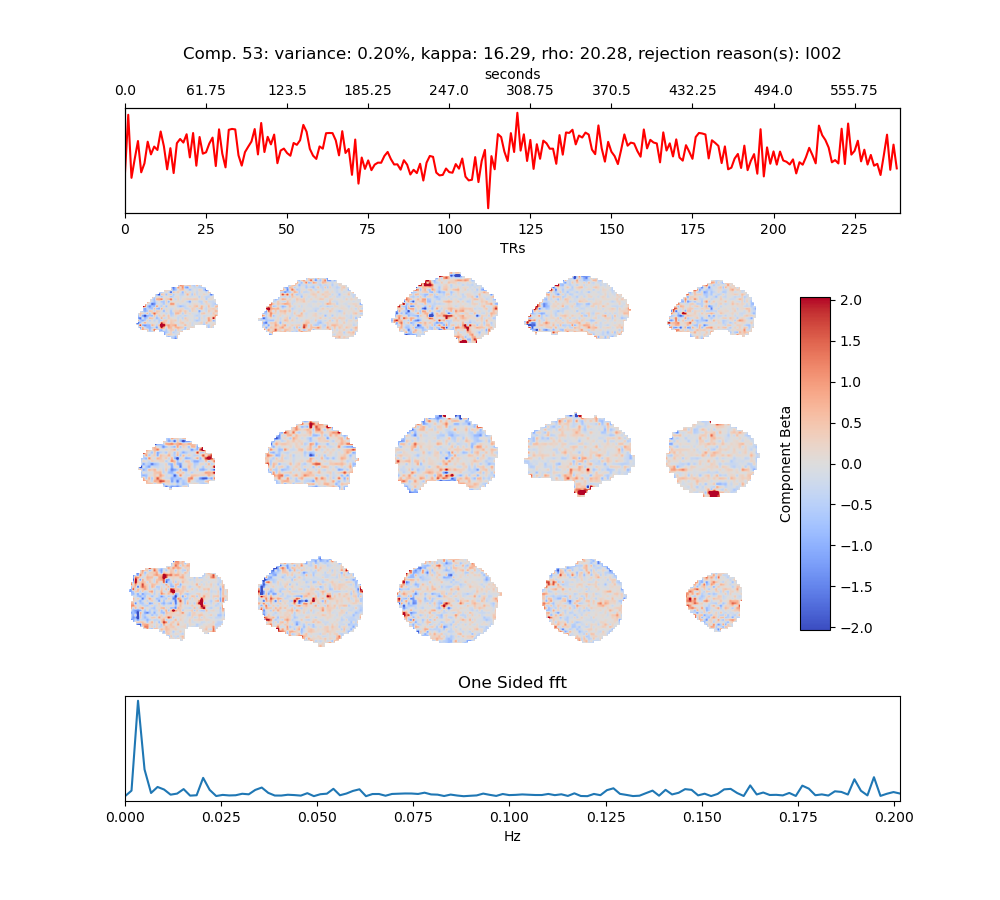 Comp. 53: variance: 0.20%, kappa: 16.29, rho: 20.28, rejection reason(s): I002
seconds
0.0 61.75 123.5 185.25 247.0 308.75 370.5 432.25 494.0 555.75
0 25 50 75 100 125 150 175 200 225
TRs
2.0
1.5
1.0
0.5
0.0
−0.5
−1.0
−1.5
−2.0
Component Beta
One Sided fft
0.000 0.025 0.050 0.075 0.100 0.125 0.150 0.175 0.200
Hz